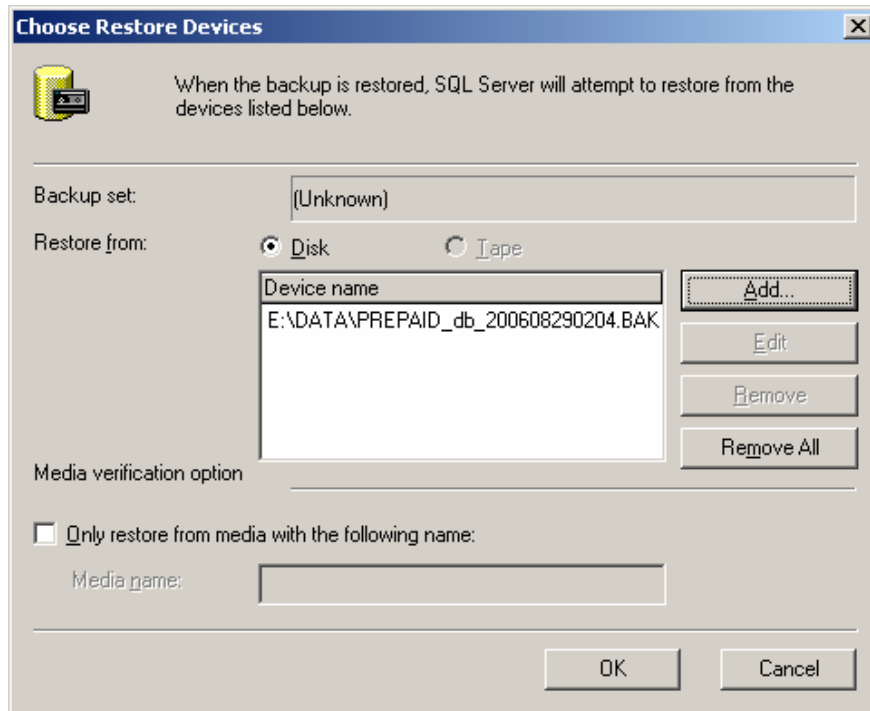 Choose Restore Devices
When the backup is restored, SQL Server will attempt to restore from the
devices listed below.
Backup set:
(Unknown)
Restore from:
Disk
Tape
Device name
E:\DATA\PREPAID_db_200608290204.BAK
Add...
Edit
Remove
Remove All
Media verification option
Only restore from media with the following name:
Media name:
OK
Cancel